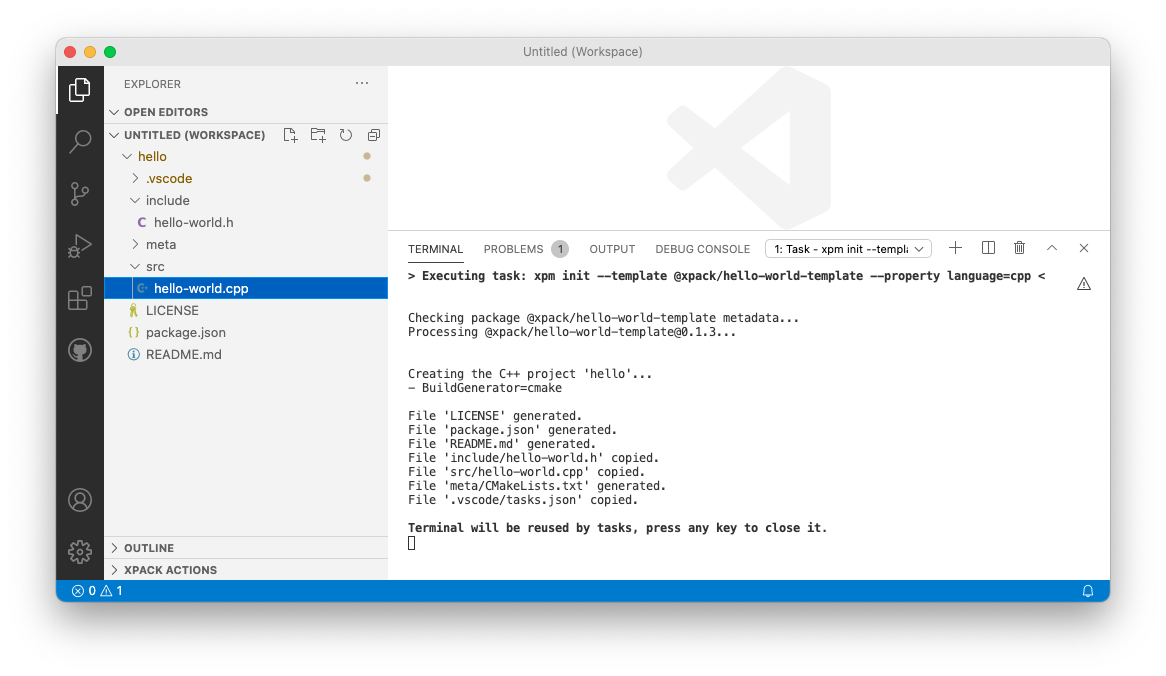 Untitled (Workspace)
EXPLORER
OPEN EDITORS
UNTITLED (WORKSPACE)
hello
.vscode
include
C hello-world.h
meta
src
hello-world.cpp
LICENSE
{} package.json
README.md
OUTLINE
XPACK ACTIONS
TERMINAL PROBLEMS 1 OUTPUT DEBUG CONSOLE 1: Task - xpm init --templa
> Executing task: xpm init --template @xpack/hello-world-template --property language=cpp <
Checking package @xpack/hello-world-template metadata...
Processing @xpack/hello-world-template@0.1.3...
Creating the C++ project 'hello'...
- BuildGenerator=cmake
File 'LICENSE' generated.
File 'package.json' generated.
File 'README.md' generated.
File 'include/hello-world.h' copied.
File 'src/hello-world.cpp' copied.
File 'meta/CMakeLists.txt' generated.
File '.vscode/tasks.json' copied.
Terminal will be reused by tasks, press any key to close it.
0 1